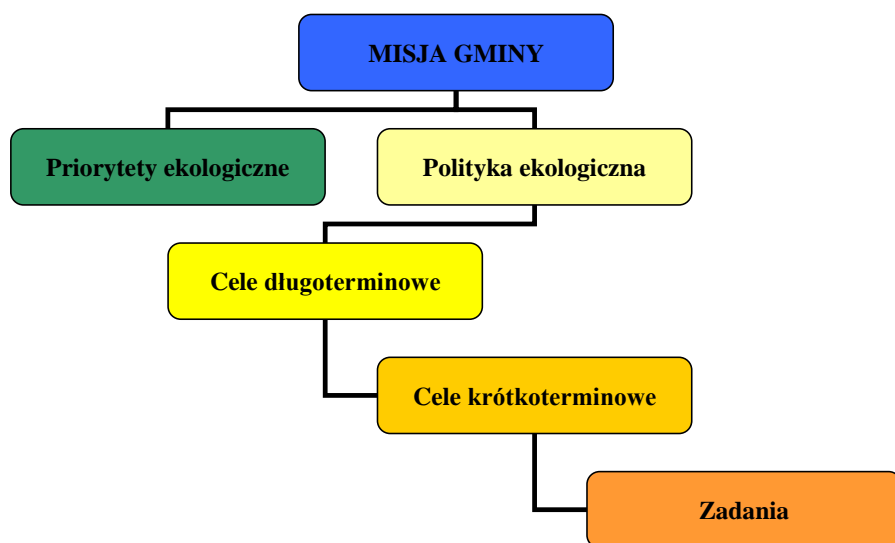 MISJA GMINY
Priorytety ekologiczne
Polityka ekologiczna
Cele długoterminowe
Cele krótkoterminowe
Zadania